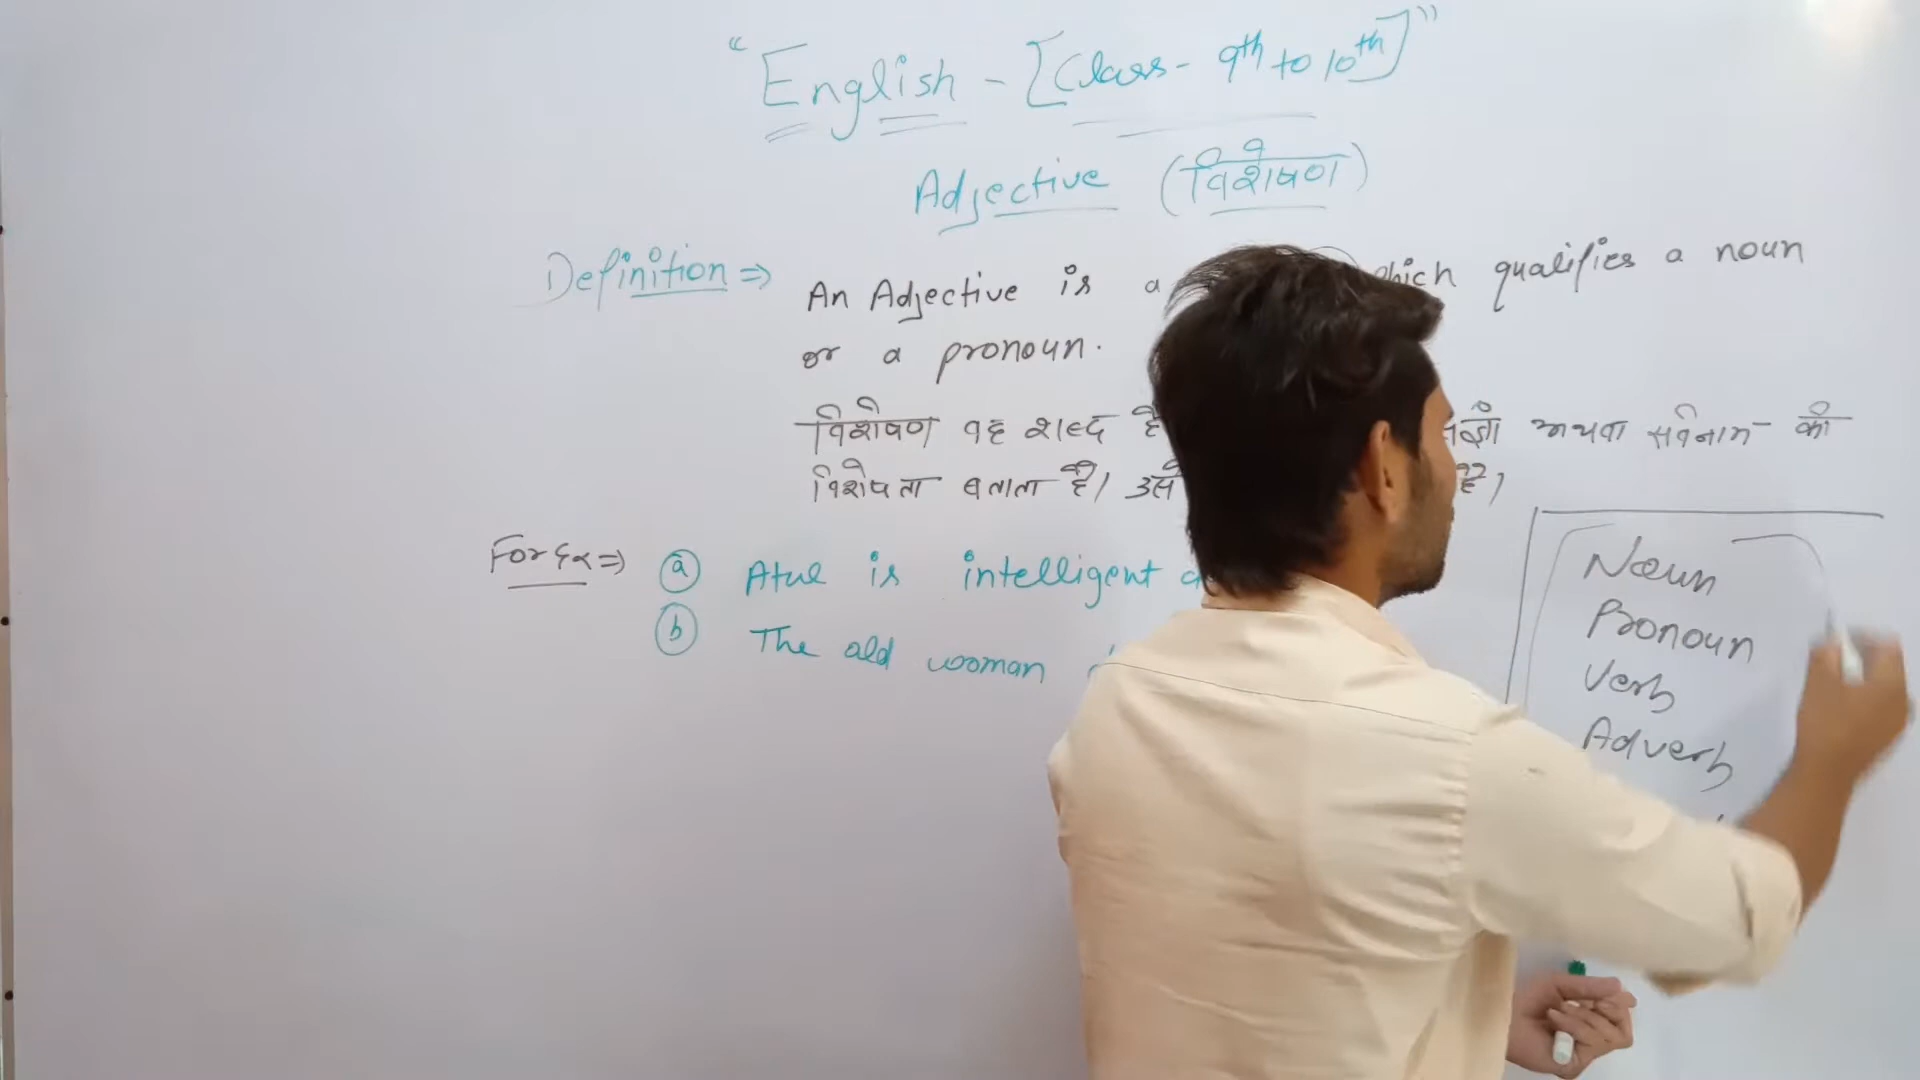 "English - [Class - 9th to 10th]"
Adjective (विशेषण)
Definition ⇒ An Adjective is a which qualifies a noun
or a pronoun.
विशेषण वह शब्द है संज्ञा अथवा सर्वनाम की
विशेषता बताता है। उसे है।
For Ex ⇒ (a) Atul is intelligent
(b) The old woman
Noun
Pronoun
Verb
Adverb